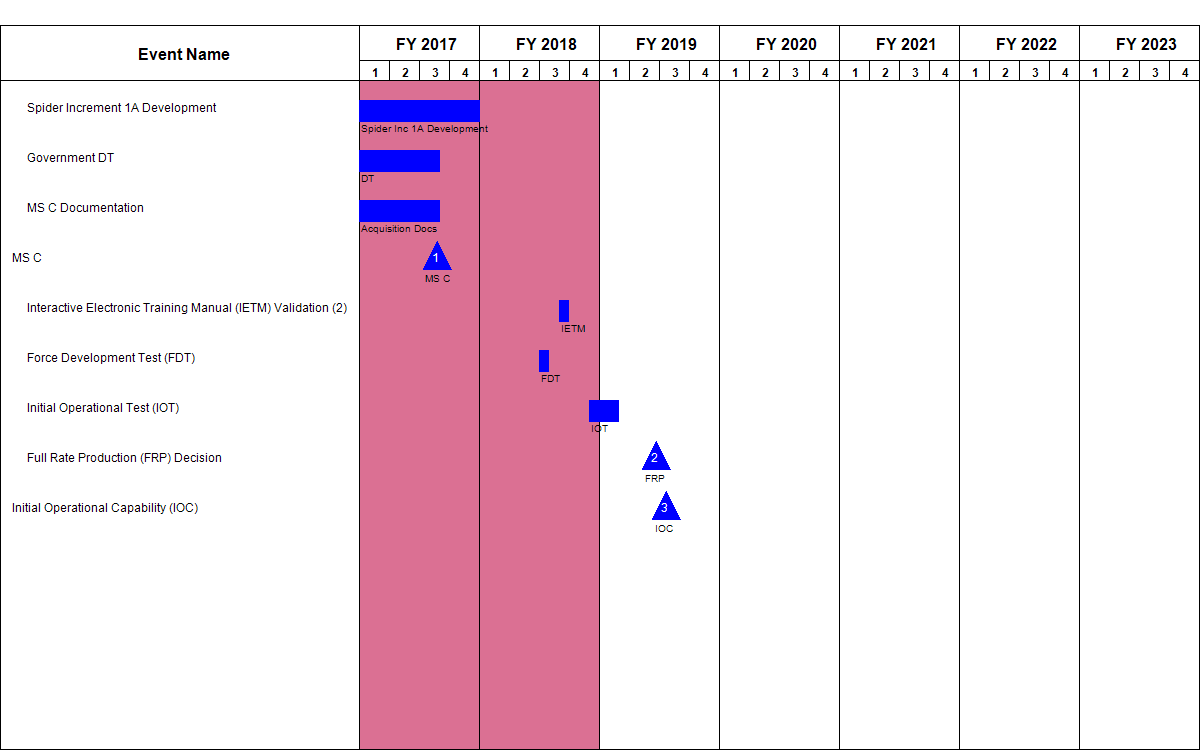 Event Name
FY 2017 FY 2018 FY 2019 FY 2020 FY 2021 FY 2022 FY 2023
1 2 3 4 1 2 3 4 1 2 3 4 1 2 3 4 1 2 3 4 1 2 3 4 1 2 3 4
Spider Increment 1A Development
Spider Inc 1A Development
Government DT
DT
MS C Documentation
Acquisition Docs
MS C
1
MS C
Interactive Electronic Training Manual (IETM) Validation (2)
IETM
Force Development Test (FDT)
FDT
Initial Operational Test (IOT)
IOT
Full Rate Production (FRP) Decision
2
FRP
Initial Operational Capability (IOC)
3
IOC